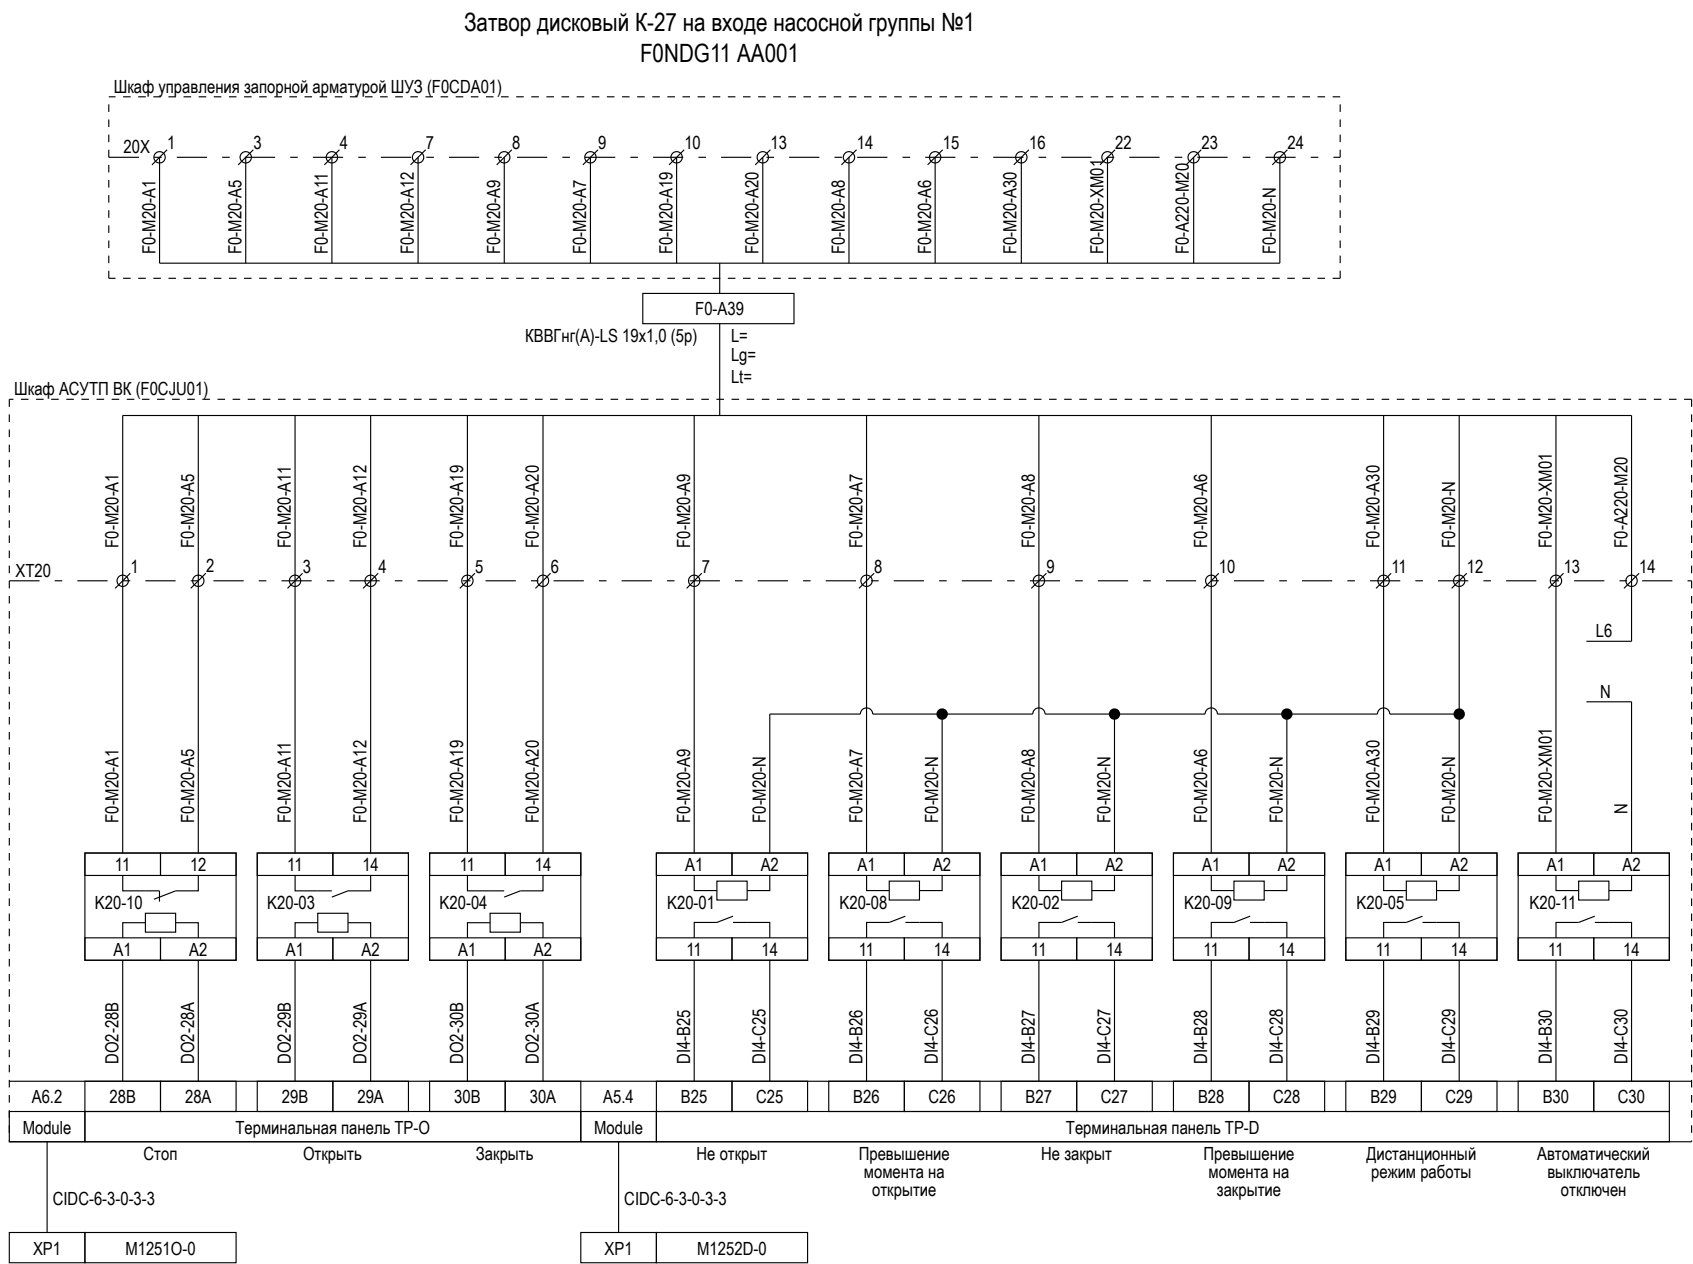 Затвор дисковый К-27 на входе насосной группы №1
F0NDG11 AA001
Шкаф управления запорной арматурой ШУЗ (F0CDA01)
20X 1 3 4 7 8 9 10 13 14 15 16 22 23 24
F0-M20-A1 F0-M20-A5 F0-M20-A11 F0-M20-A12 F0-M20-A9 F0-M20-A7 F0-M20-A19 F0-M20-A20 F0-M20-A8 F0-M20-A6 F0-M20-A30 F0-M20-XM01 F0-A220-M20 F0-M20-N
F0-A39
КВВГнг(А)-LS 19x1,0 (5р) L=
Lg=
Lt=
Шкаф АСУТП ВК (F0CJU01)
F0-M20-A1 F0-M20-A5 F0-M20-A11 F0-M20-A12 F0-M20-A19 F0-M20-A20 F0-M20-A9 F0-M20-A7 F0-M20-A8 F0-M20-A6 F0-M20-A30 F0-M20-N F0-M20-XM01 F0-A220-M20
XT20 1 2 3 4 5 6 7 8 9 10 11 12 13 14
L6
N
F0-M20-A1 F0-M20-A5 F0-M20-A11 F0-M20-A12 F0-M20-A19 F0-M20-A20 F0-M20-A9 F0-M20-N F0-M20-A7 F0-M20-N F0-M20-A8 F0-M20-N F0-M20-A6 F0-M20-N F0-M20-A30 F0-M20-N F0-M20-XM01 N
11 12 11 14 11 14 A1 A2 A1 A2 A1 A2 A1 A2 A1 A2 A1 A2
K20-10 K20-03 K20-04 K20-01 K20-08 K20-02 K20-09 K20-05 K20-11
A1 A2 A1 A2 A1 A2 11 14 11 14 11 14 11 14 11 14 11 14
DO2-28B DO2-28A DO2-29B DO2-29A DO2-30B DO2-30A DI4-B25 DI4-C25 DI4-B26 DI4-C26 DI4-B27 DI4-C27 DI4-B28 DI4-C28 DI4-B29 DI4-C29 DI4-B30 DI4-C30
A6.2 28B 28A 29B 29A 30B 30A A5.4 B25 C25 B26 C26 B27 C27 B28 C28 B29 C29 B30 C30
Module Терминальная панель TP-O Module Терминальная панель TP-D
Стоп Открыть Закрыть Не открыт Превышение Не закрыт Превышение Дистанционный Автоматический
момента на момента на режим работы выключатель
открытие закрытие отключен
CIDC-6-3-0-3-3 CIDC-6-3-0-3-3
XP1 M1251O-0 XP1 M1252D-0